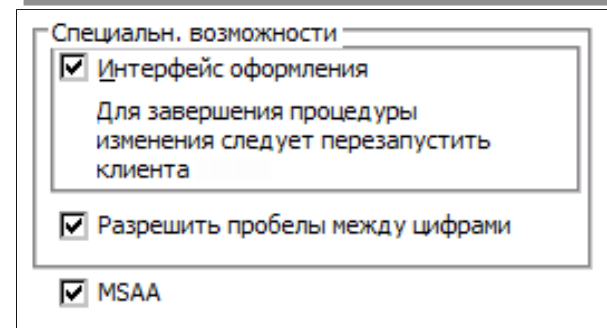 Специальн. возможности
Интерфейс оформления
Для завершения процедуры
изменения следует перезапустить
клиента
Разрешить пробелы между цифрами
MSAA